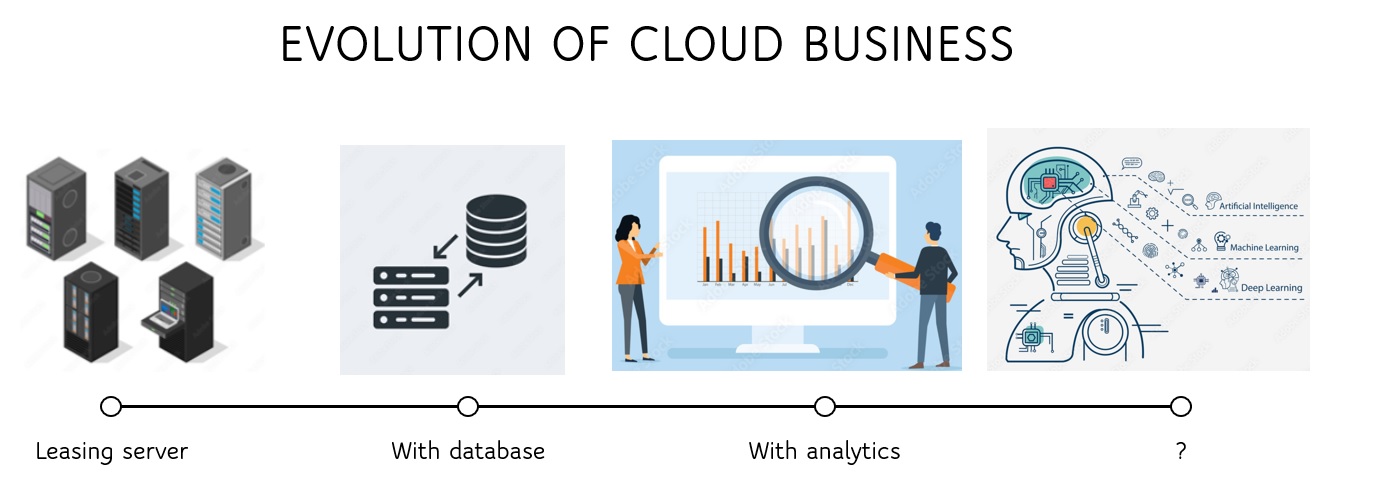 EVOLUTION OF CLOUD BUSINESS
Artificial Intelligence
Machine Learning
Deep Learning
Leasing server
With database
With analytics
?